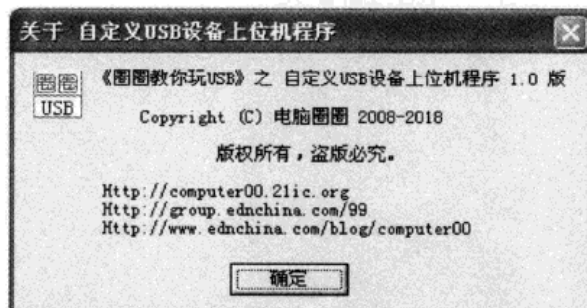 关于 自定义USB设备上位机程序
圈圈
USB
《圈圈教你玩USB》之 自定义USB设备上位机程序 1.0 版
Copyright (C) 电脑圈圈 2008-2018
版权所有，盗版必究。
Http://computer00.21ic.org
Http://group.ednchina.com/99
Http://www.ednchina.com/blog/computer00
确定